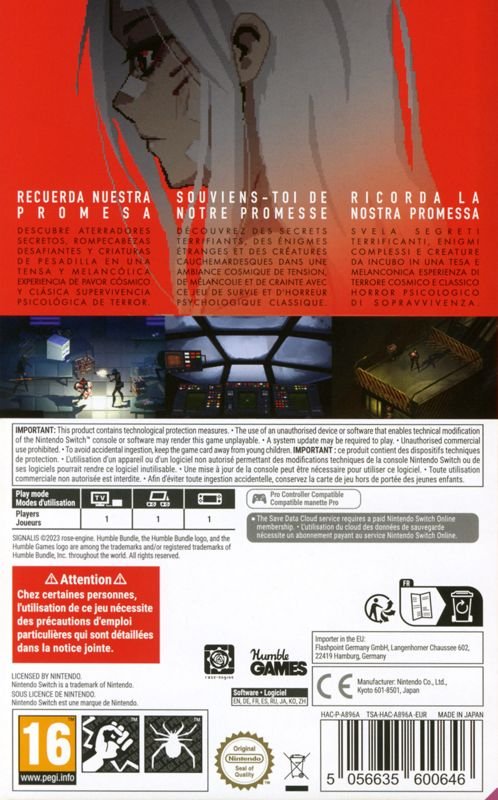 RECUERDA NUESTRA
PROMESA
DESCUBRE ATERRADORES
SECRETOS, ROMPECABEZAS
DESAFIANTES Y CRIATURAS
DE PESADILLA EN UNA
TENSA Y MELANCÓLICA
EXPERIENCIA DE PAVOR CÓSMICO
Y CLÁSICA SUPERVIVENCIA
PSICOLÓGICA DE TERROR.
SOUVIENS-TOI DE
NOTRE PROMESSE
DÉCOUVREZ DES SECRETS
TERRIFIANTS, DES ÉNIGMES
ÉTRANGES ET DES CRÉATURES
CAUCHEMARDESQUES DANS UNE
AMBIANCE COSMIQUE DE TENSION,
DE MÉLANCOLIE ET DE CRAINTE AVEC
CE JEU DE SURVIE ET D'HORREUR
PSYCHOLOGIQUE CLASSIQUE.
RICORDA LA
NOSTRA PROMESSA
SVELA SEGRETI
TERRIFICANTI, ENIGMI
COMPLESSI E CREATURE
DA INCUBO IN UNA TESA E
MELANCONICA ESPERIENZA DI
TERRORE COSMICO E CLASSICO
HORROR PSICOLOGICO
DI SOPRAVVIVENZA.
IMPORTANT: This product contains technological protection measures. • The use of an unauthorised device or software that enables technical modification
of the Nintendo Switch™ console or software may render this game unplayable. • A system update may be required to play. • Unauthorised commercial
use prohibited. • To avoid accidental ingestion, keep the game card away from young children. IMPORTANT : ce produit contient des dispositifs techniques
de protection. • L'utilisation d'un appareil ou d'un logiciel non autorisé permettant des modifications techniques de la console Nintendo Switch ou de
ses logiciels pourrait rendre ce logiciel inutilisable. • Une mise à jour de la console peut être nécessaire pour utiliser ce logiciel. • Toute utilisation
commerciale non autorisée est interdite. • Afin d'éviter toute ingestion accidentelle, conservez la carte de jeu hors de portée des jeunes enfants.
Play mode
Modes d'utilisation
TV
Players
Joueurs
1 1 1
Pro Controller Compatible
Compatible manette Pro
• The Save Data Cloud service requires a paid Nintendo Switch Online
membership. • L'utilisation du cloud des données de sauvegarde
nécessite un abonnement payant au service Nintendo Switch Online.
SIGNALIS ©2023 rose-engine. Humble Bundle, the Humble Bundle logo, and the
Humble Games logo are among the trademarks and/or registered trademarks of
Humble Bundle, Inc. throughout the world. All rights reserved.
Attention
Chez certaines personnes,
l'utilisation de ce jeu nécessite
des précautions d'emploi
particulières qui sont détaillées
dans la notice jointe.
LICENSED BY NINTENDO.
Nintendo Switch is a trademark of Nintendo.
SOUS LICENCE DE NINTENDO.
Nintendo Switch est une marque de Nintendo.
rose-engine
Humble
GAMES
Software • Logiciel
EN, DE, FR, ES, RU, JA, KO, ZH
FR
Importer in the EU:
Flashpoint Germany GmbH, Langenhorner Chaussee 602,
22419 Hamburg, Germany
CE
Manufacturer: Nintendo Co., Ltd.,
Kyoto 601-8501, Japan
HAC-P-A896A TSA-HAC-A896A-EUR MADE IN JAPAN
16
www.pegi.info
Original
Nintendo
Seal of
Quality
5 056635 600646